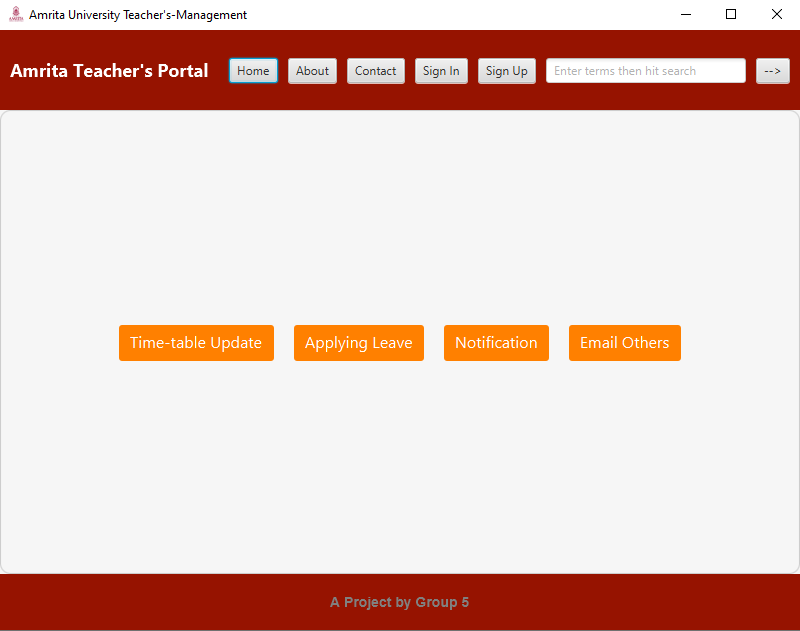 Amrita University Teacher's-Management
Amrita Teacher's Portal Home About Contact Sign In Sign Up Enter terms then hit search -->
Time-table Update Applying Leave Notification Email Others
A Project by Group 5